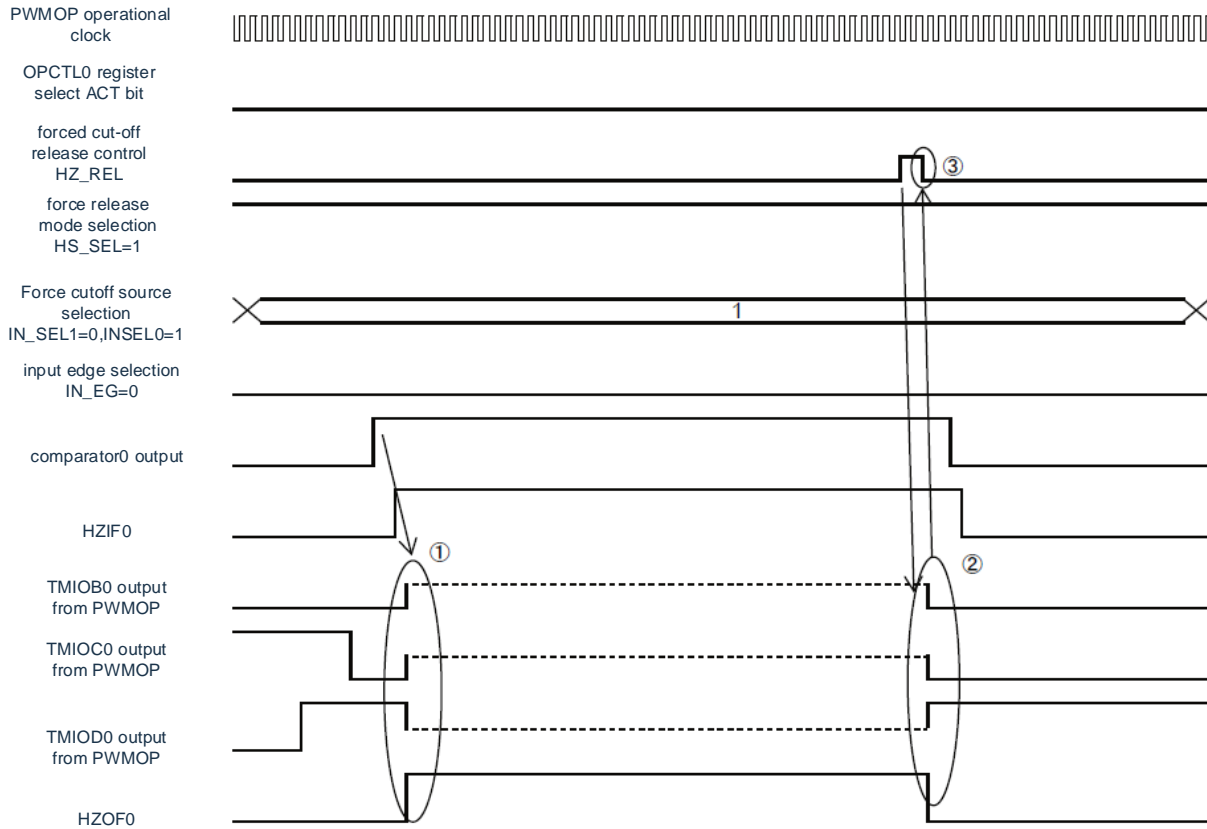 PWMOP operational
clock
OPCTL0 register
select ACT bit
forced cut-off
release control
HZ_REL
③
force release
mode selection
HS_SEL=1
Force cutoff source
selection
IN_SEL1=0,INSEL0=1
1
input edge selection
IN_EG=0
comparator0 output
HZIF0
①
②
TMIOB0 output
from PWMOP
TMIOC0 output
from PWMOP
TMIOD0 output
from PWMOP
HZOF0